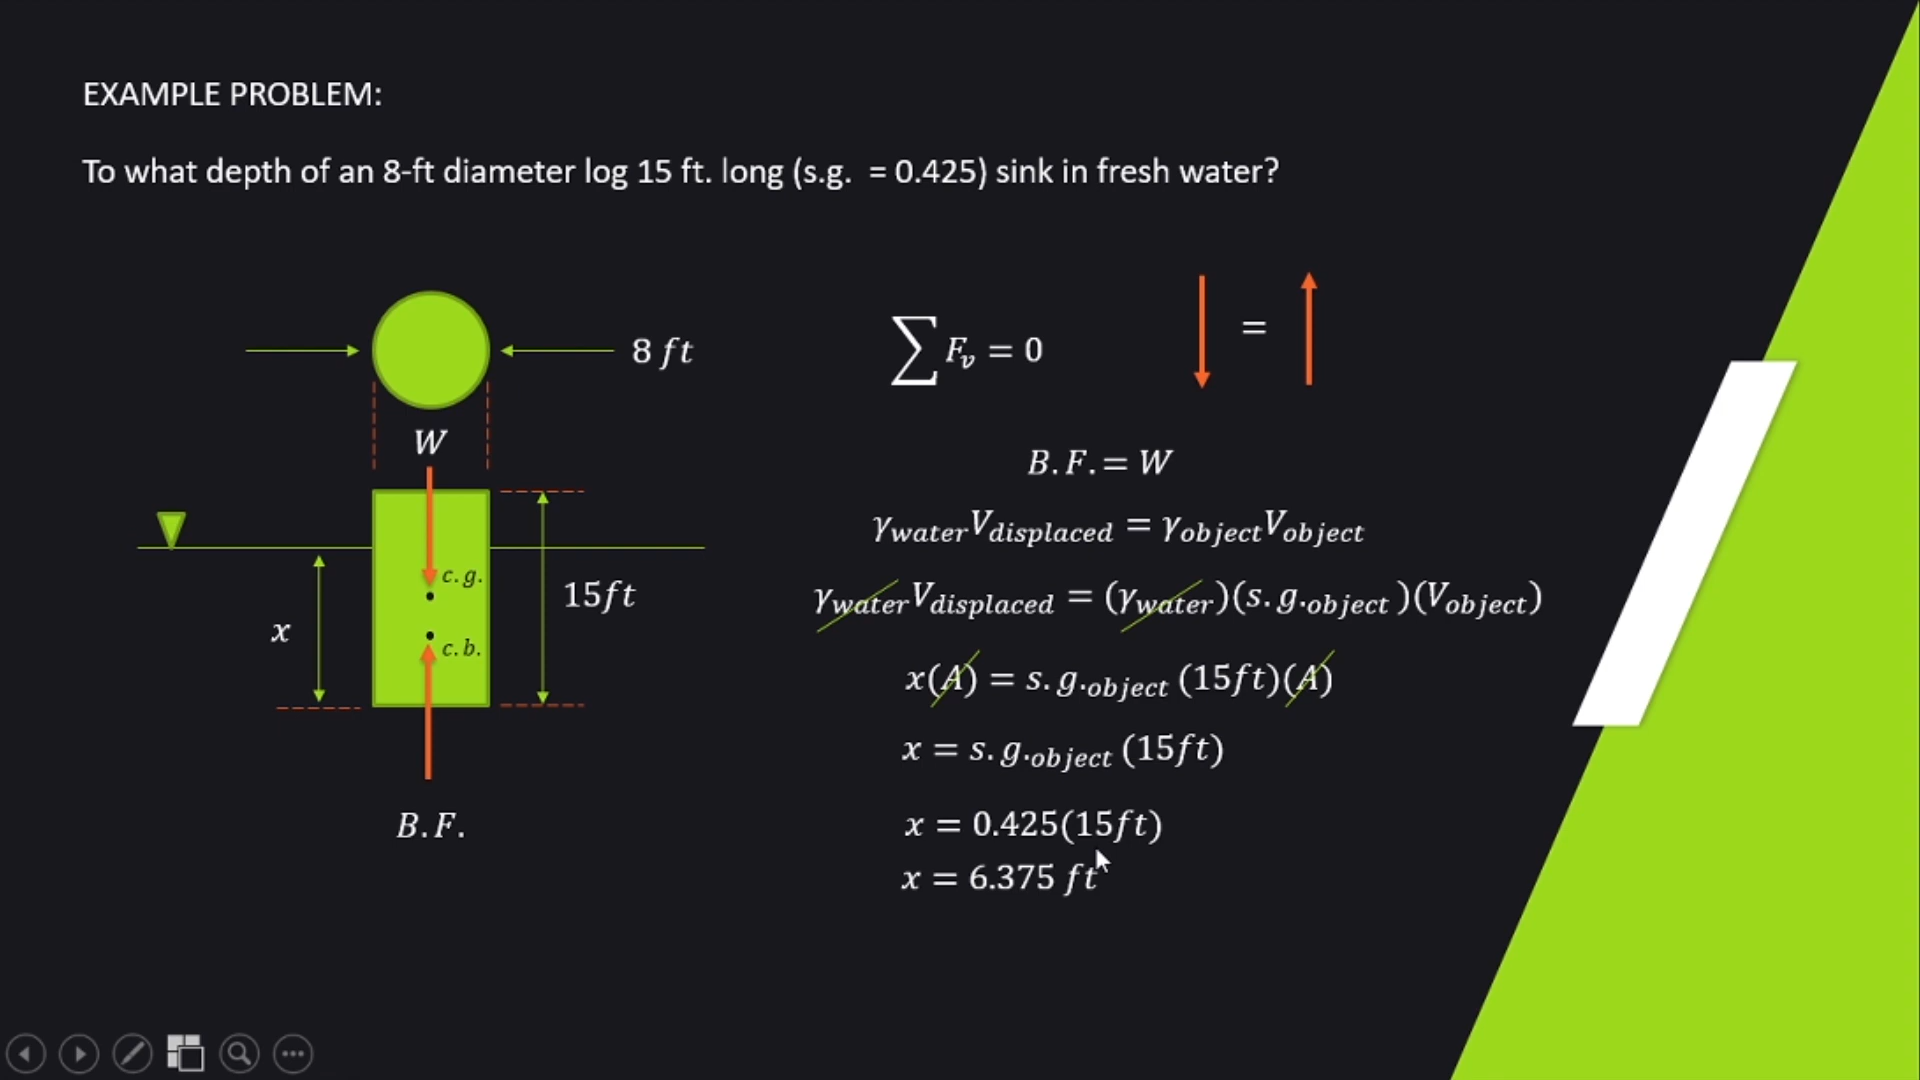 EXAMPLE PROBLEM:
To what depth of an 8-ft diameter log 15 ft. long (s.g. = 0.425) sink in fresh water?
8 ft
W
c.g.
15ft
x
c.b.
B.F.
∑ F_v = 0
=
B.F. = W
γ_water V_displaced = γ_object V_object
γ_water V_displaced = (γ_water)(s.g._object)(V_object)
x(A) = s.g._object (15ft)(A)
x = s.g._object (15ft)
x = 0.425(15ft)
x = 6.375 ft